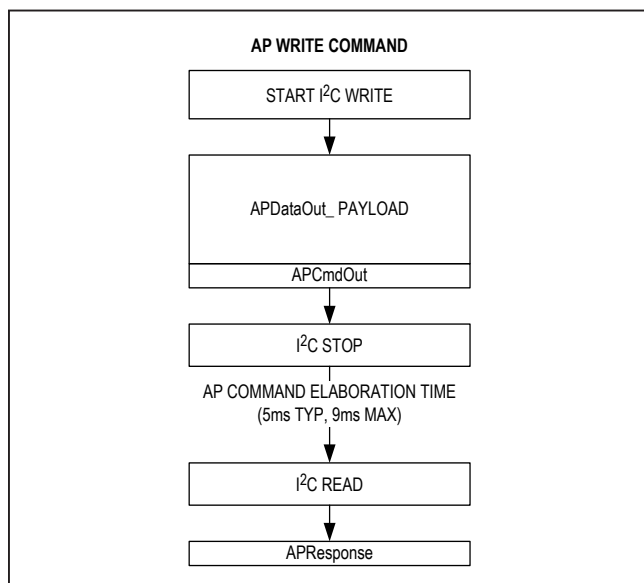 AP WRITE COMMAND
START I²C WRITE
APDataOut_ PAYLOAD
APCmdOut
I²C STOP
AP COMMAND ELABORATION TIME
(5ms TYP, 9ms MAX)
I²C READ
APResponse